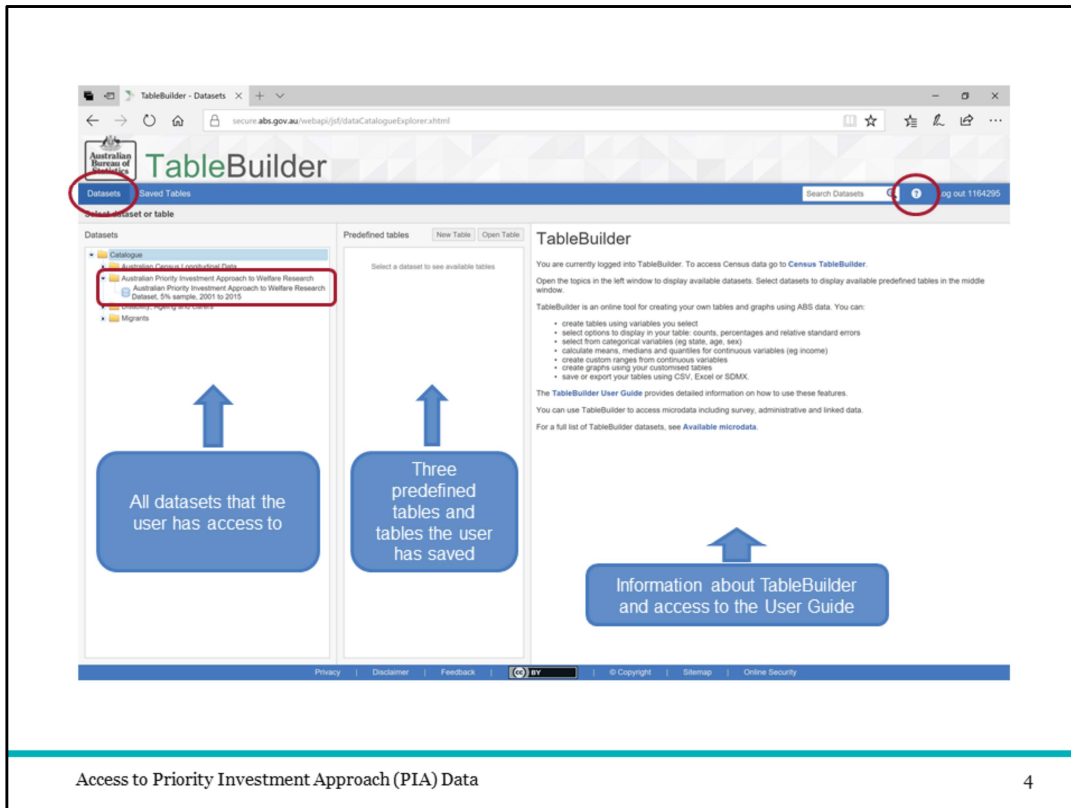 TableBuilder - Datasets
secure.abs.gov.au/webapi/jsf/dataCatalogueExplorer.xhtml
Australian
Bureau of
Statistics
TableBuilder
Datasets
Saved Tables
Search Datasets
Log out 1164295
Select dataset or table
Datasets
Catalogue
Australian Census Longitudinal Data
Australian Priority Investment Approach to Welfare Research
Australian Priority Investment Approach to Welfare Research
Dataset, 5% sample, 2001 to 2015
Disability, Ageing and Carers
Migrants
All datasets that the
user has access to
Predefined tables
New Table
Open Table
Select a dataset to see available tables
Three
predefined
tables and
tables the user
has saved
TableBuilder
You are currently logged into TableBuilder. To access Census data go to Census TableBuilder.
Open the topics in the left window to display available datasets. Select datasets to display available predefined tables in the middle
window.
TableBuilder is an online tool for creating your own tables and graphs using ABS data. You can:
• create tables using variables you select
• select options to display in your table: counts, percentages and relative standard errors
• select from categorical variables (eg state, age, sex)
• calculate means, medians and quantiles for continuous variables (eg income)
• create custom ranges from continuous variables
• create graphs using your customised tables
• save or export your tables using CSV, Excel or SDMX.
The TableBuilder User Guide provides detailed information on how to use these features.
You can use TableBuilder to access microdata including survey, administrative and linked data.
For a full list of TableBuilder datasets, see Available microdata.
Information about TableBuilder
and access to the User Guide
Privacy | Disclaimer | Feedback | (cc) BY | © Copyright | Sitemap | Online Security
Access to Priority Investment Approach (PIA) Data
4